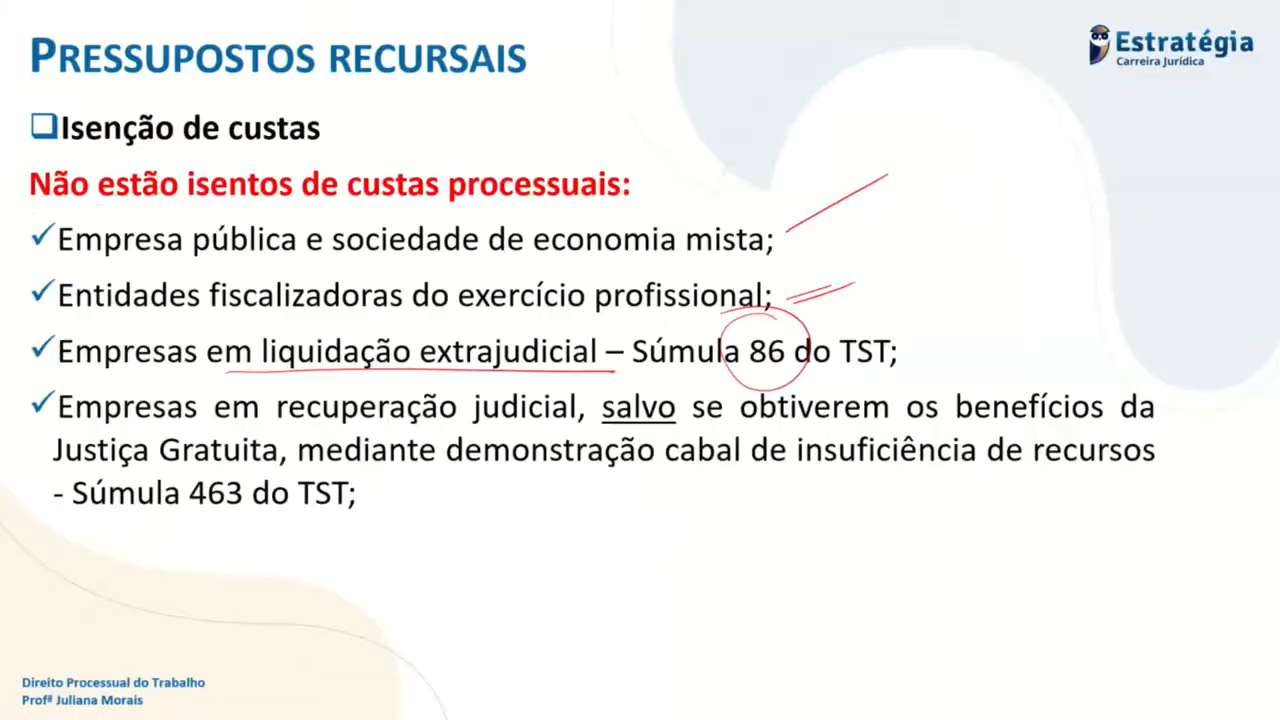 PRESSUPOSTOS RECURSAIS
Estratégia
Carreira Jurídica
Isenção de custas
Não estão isentos de custas processuais:
Empresa pública e sociedade de economia mista;
Entidades fiscalizadoras do exercício profissional;
Empresas em liquidação extrajudicial – Súmula 86 do TST;
Empresas em recuperação judicial, salvo se obtiverem os benefícios da
Justiça Gratuita, mediante demonstração cabal de insuficiência de recursos
- Súmula 463 do TST;
Direito Processual do Trabalho
Profª Juliana Morais